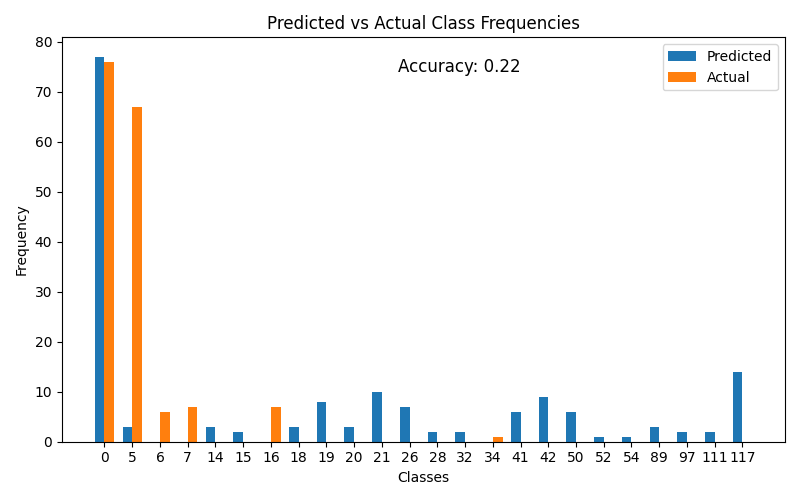 Predicted vs Actual Class Frequencies
Accuracy: 0.22
Predicted
Actual
80
70
60
50
40
30
20
10
0
Frequency
0 5 6 7 14 15 16 18 19 20 21 26 28 32 34 41 42 50 52 54 89 97 111 117
Classes